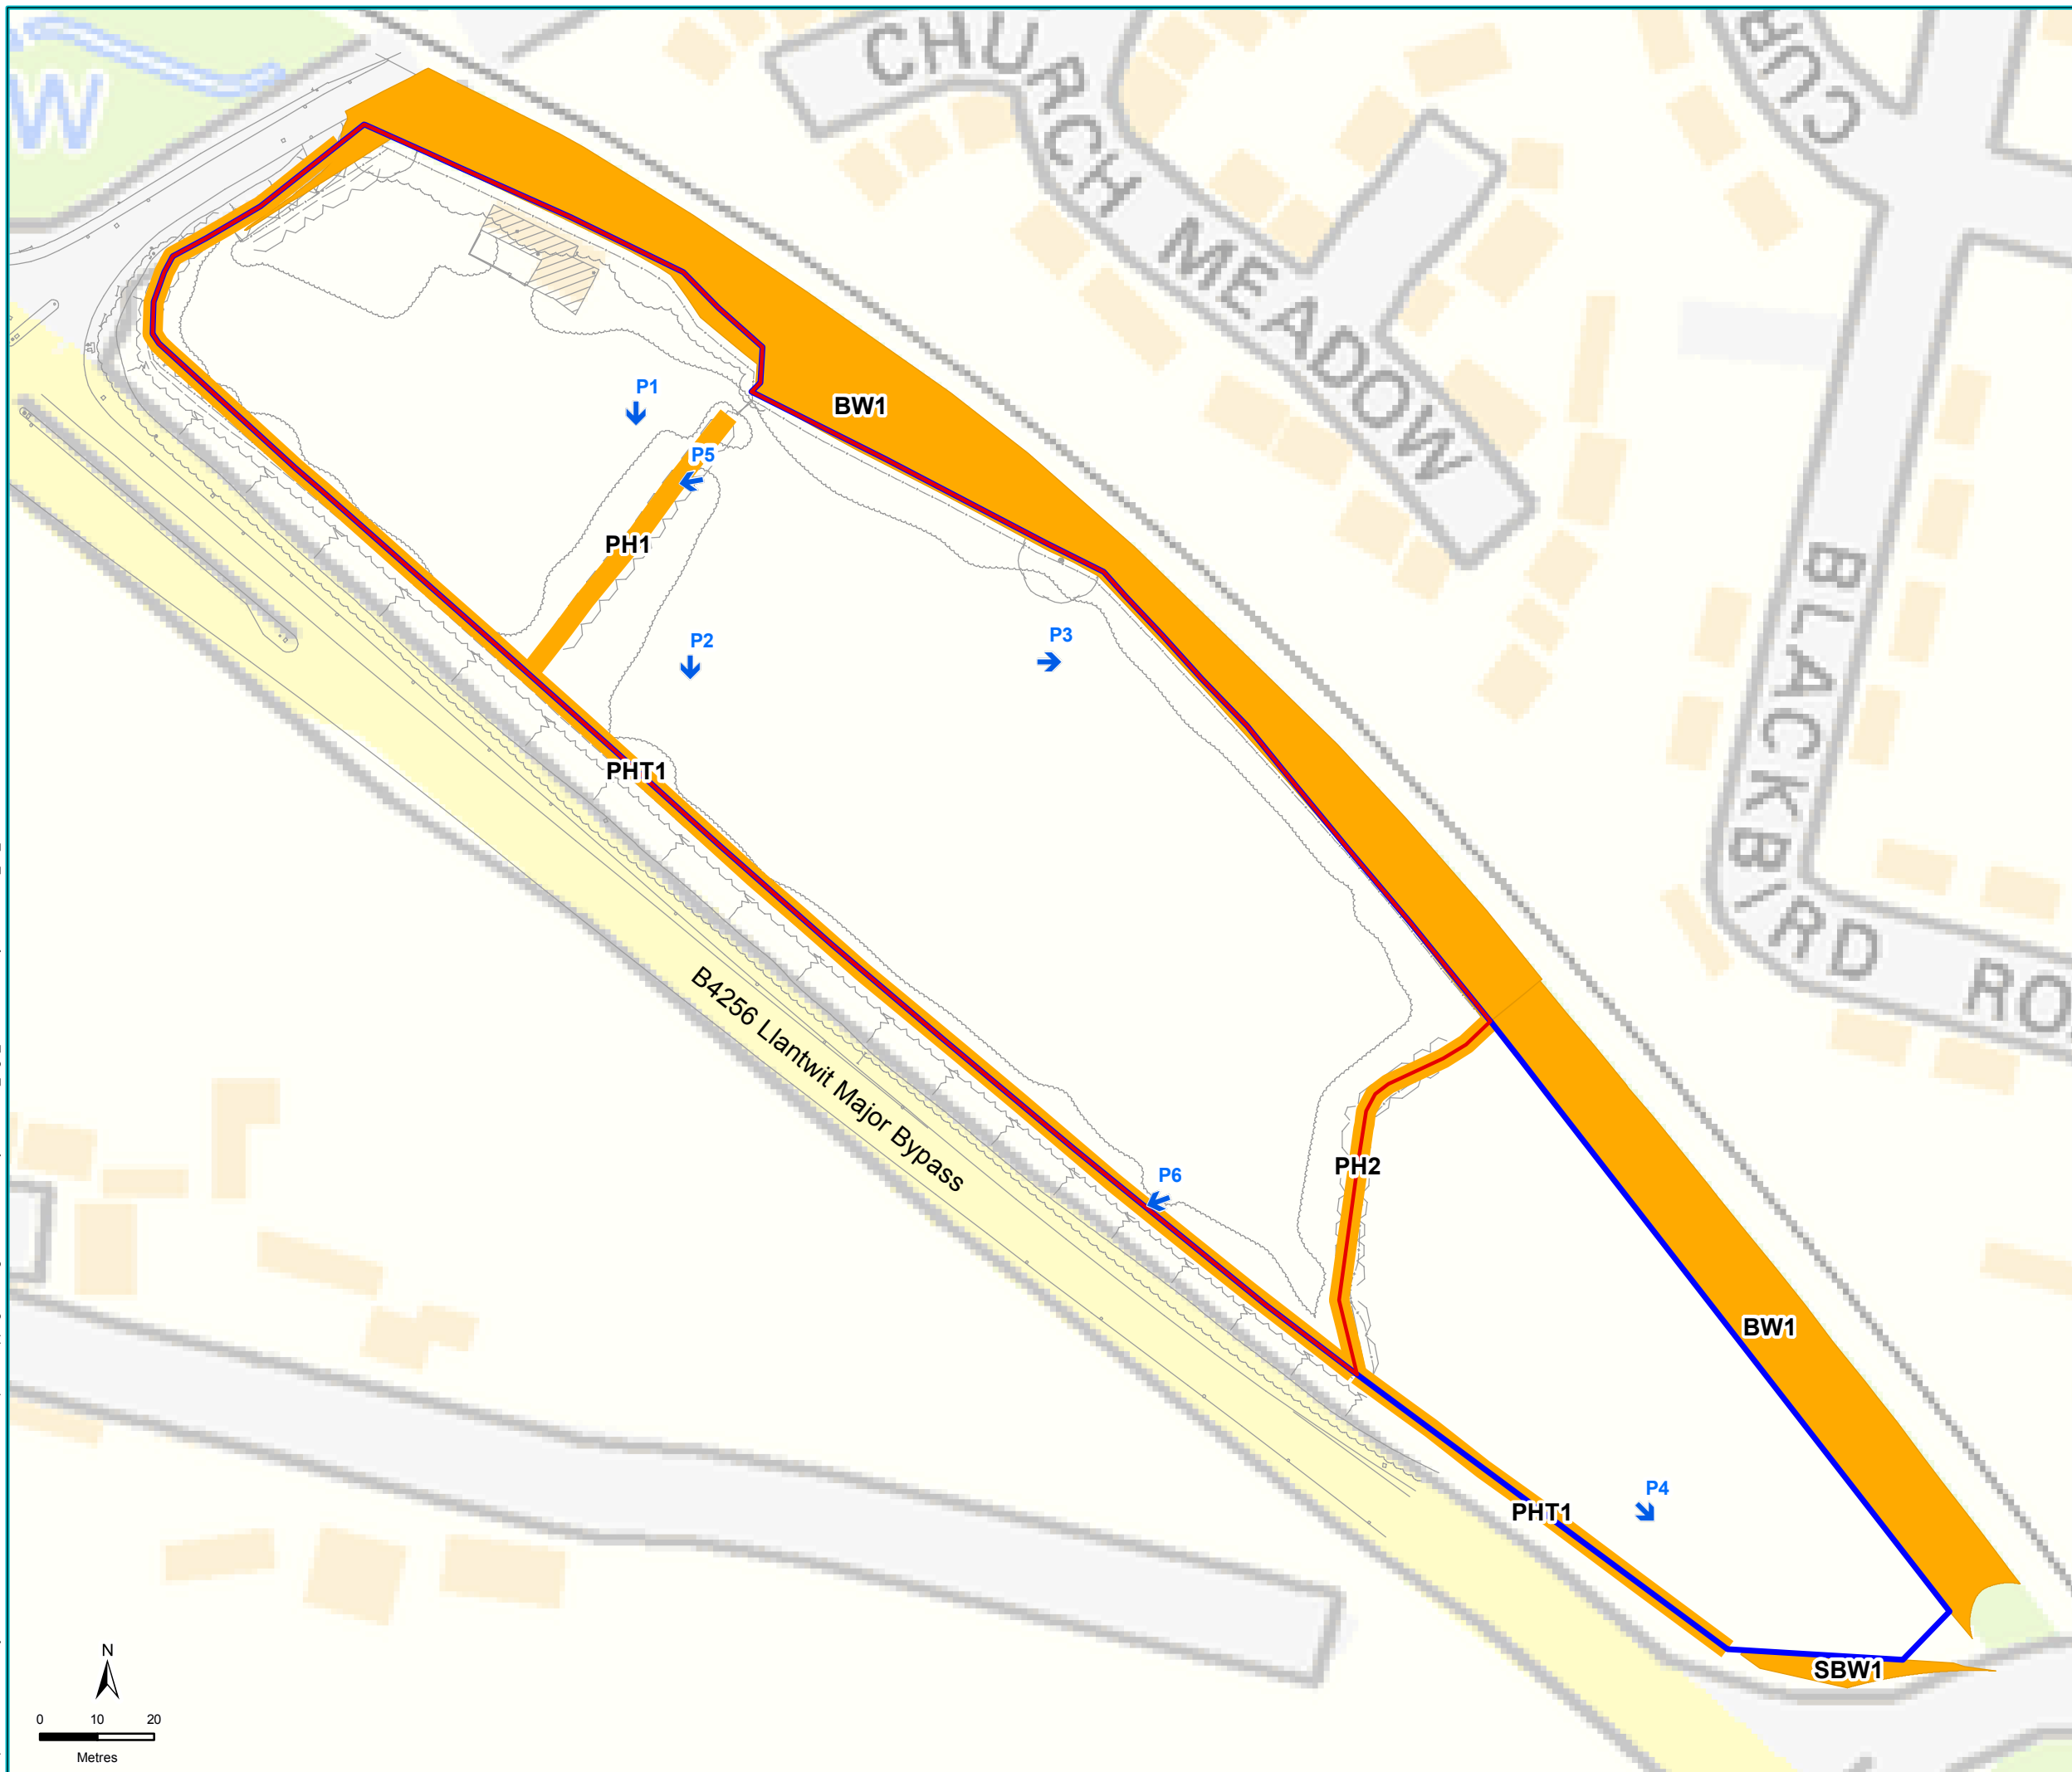 W
CHURCH MEADOW
CUR
BW1
P1
P5
PH1
P2
P3
BLACKBIRD RO
PHT1
B4256 Llantwit Major Bypass
PH2
P6
BW1
P4
PHT1
SBW1
N
0 10 20
Metres